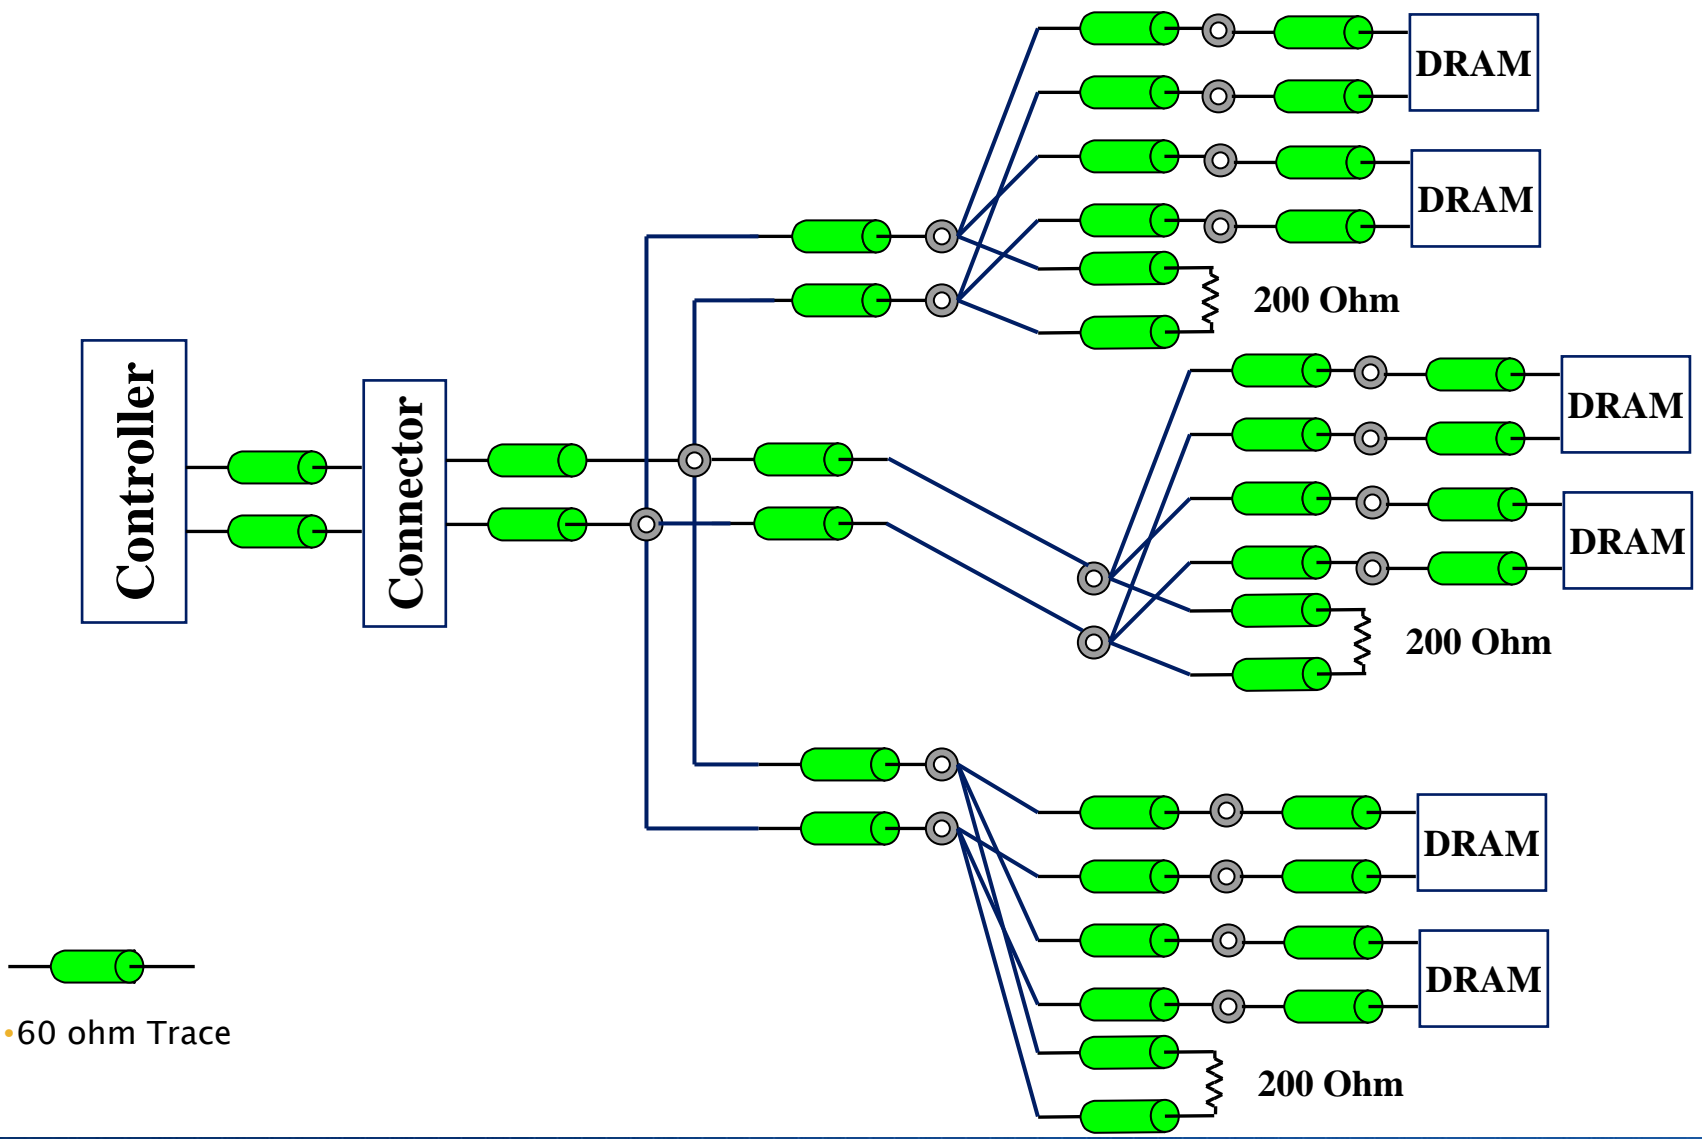 DRAM
DRAM
200 Ohm
Controller
Connector
DRAM
DRAM
200 Ohm
DRAM
DRAM
200 Ohm
•60 ohm Trace